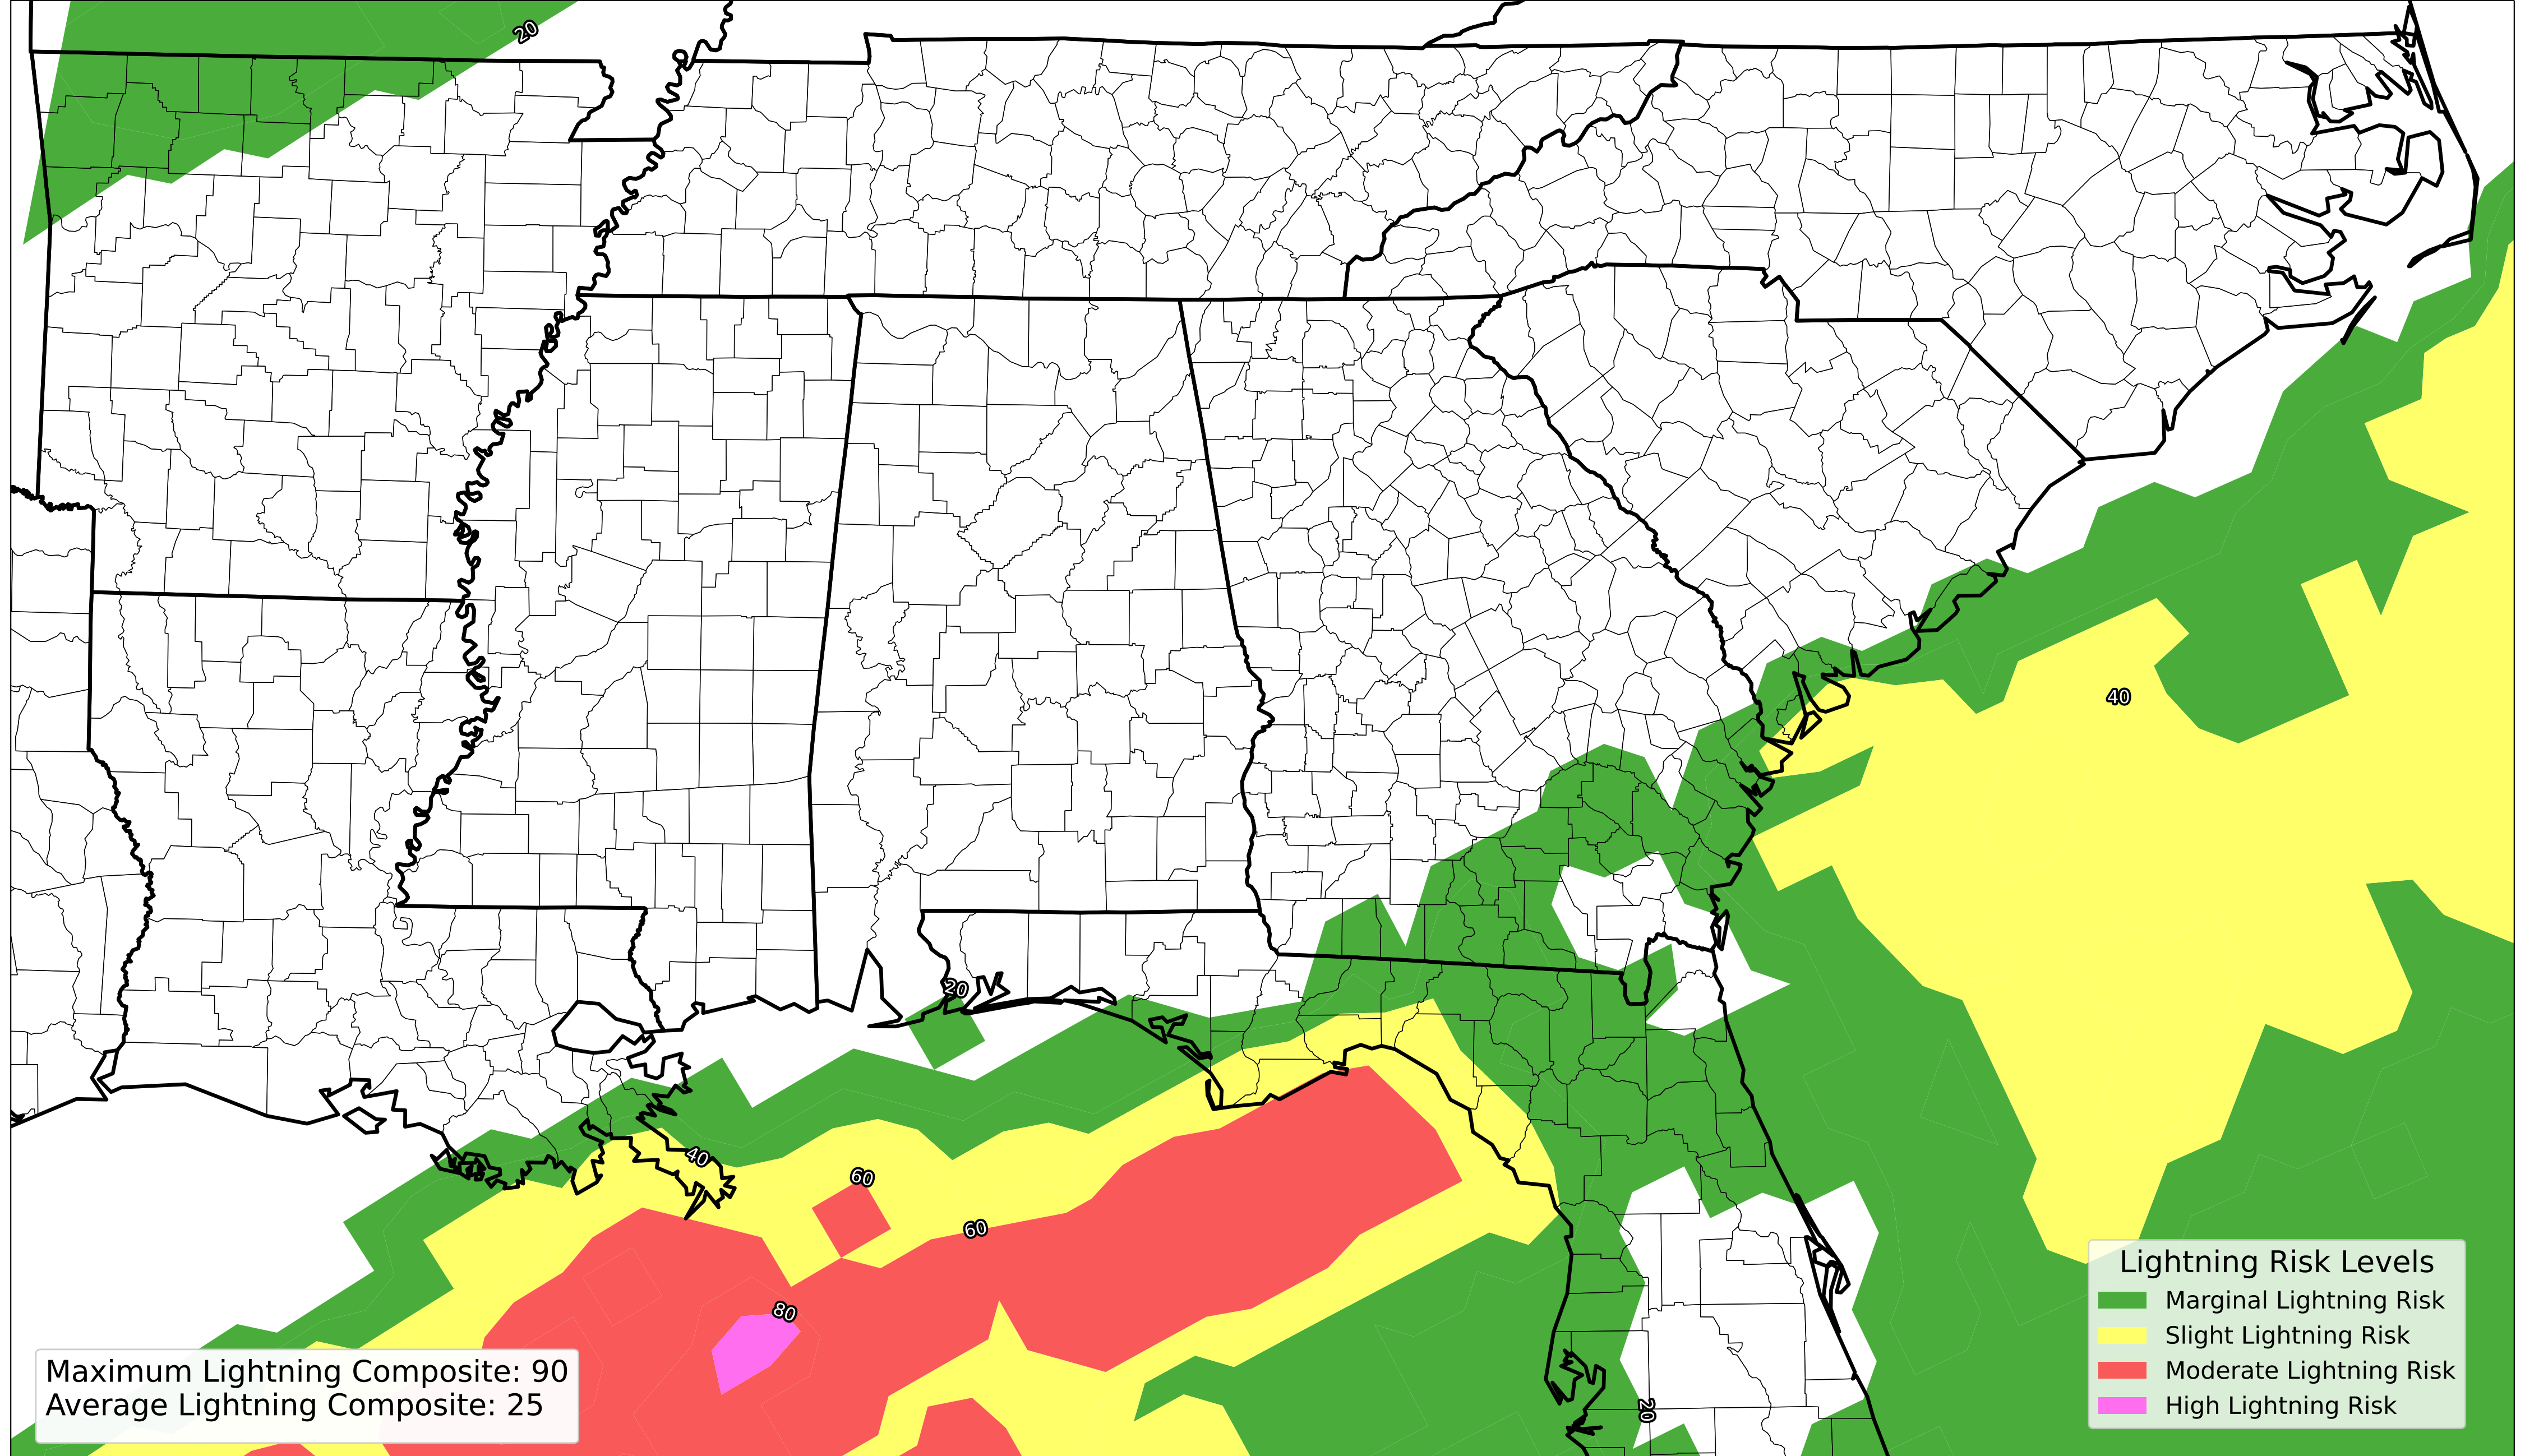 20
20
40
40
60
60
80
20
Lightning Risk Levels
Marginal Lightning Risk
Slight Lightning Risk
Moderate Lightning Risk
High Lightning Risk
Maximum Lightning Composite: 90
Average Lightning Composite: 25